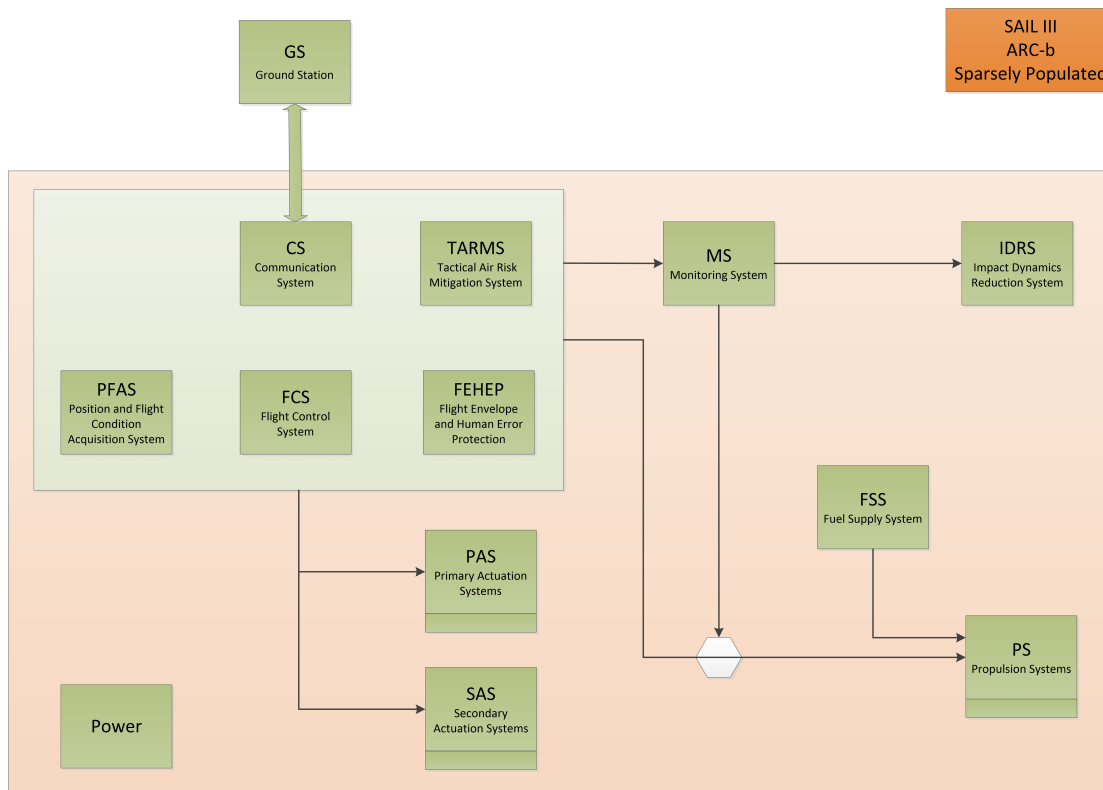 GS
Ground Station
SAIL III
ARC-b
Sparsely Populated
CS
Communication
System
TARMS
Tactical Air Risk
Mitigation System
MS
Monitoring System
IDRS
Impact Dynamics
Reduction System
PFAS
Position and Flight
Condition
Acquisition System
FCS
Flight Control
System
FEHEP
Flight Envelope
and Human Error
Protection
FSS
Fuel Supply System
PAS
Primary Actuation
Systems
PS
Propulsion Systems
SAS
Secondary
Actuation Systems
Power